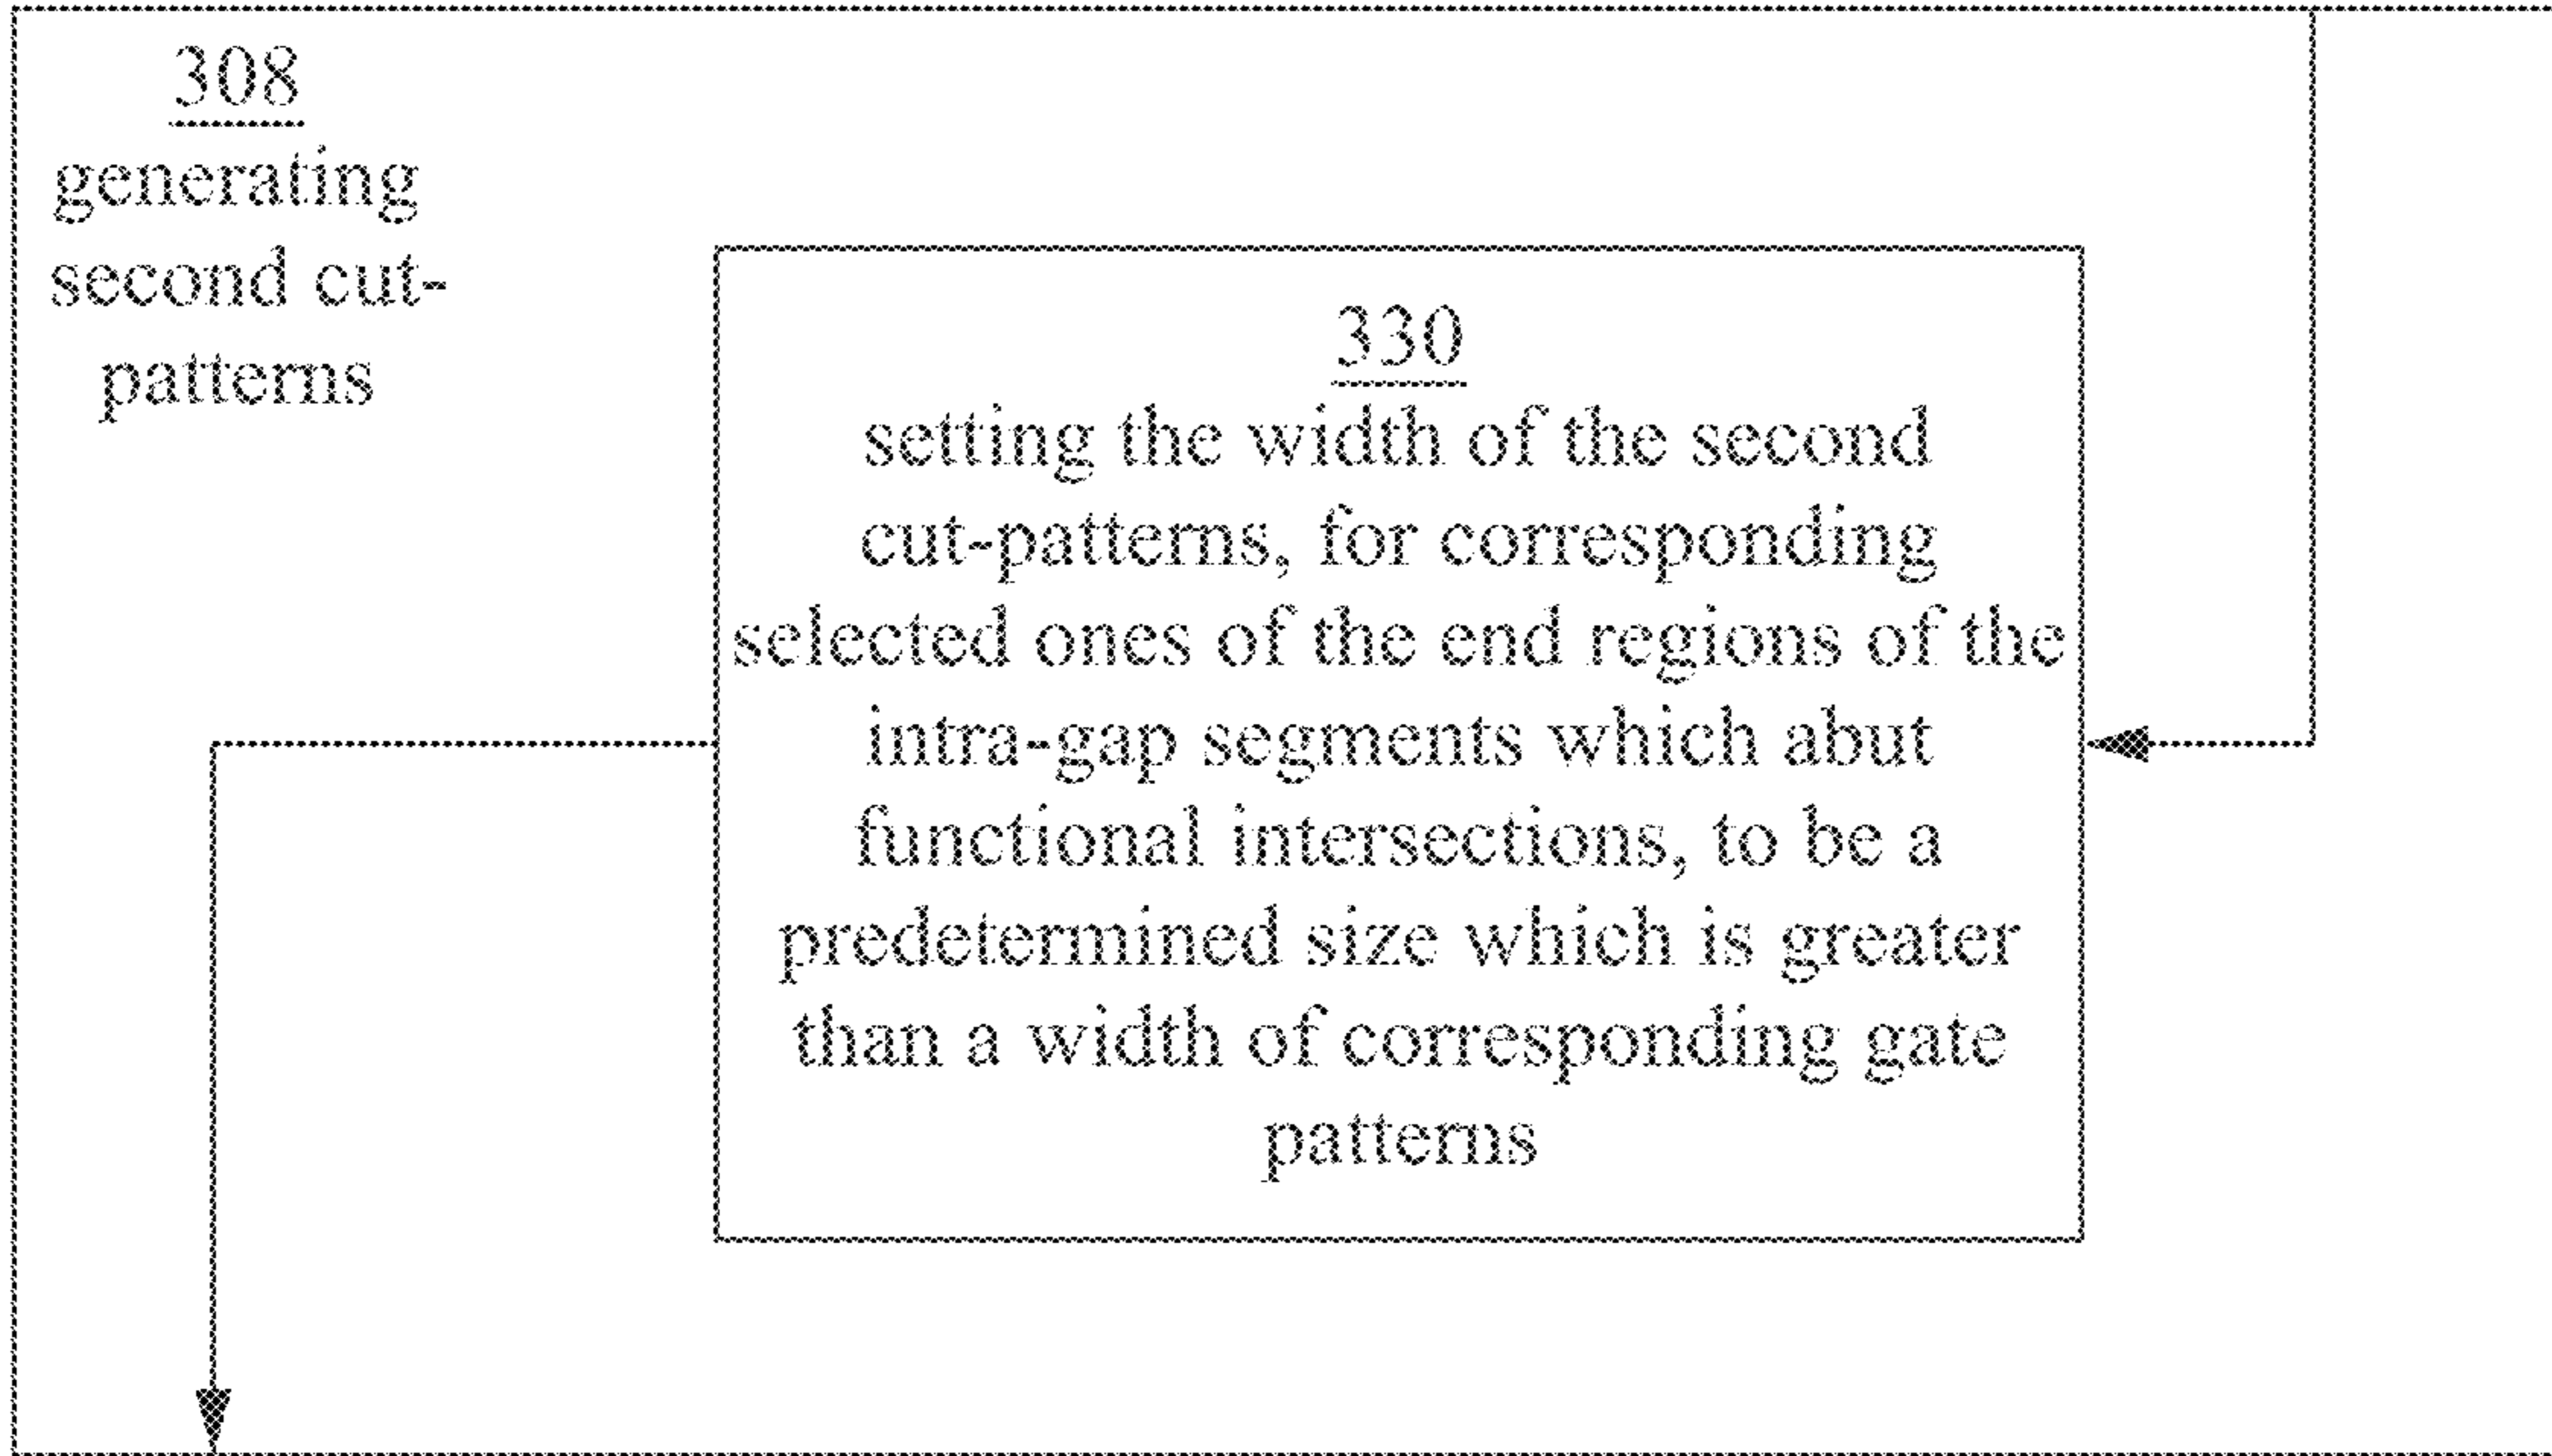 308
generating
second cut-
patterns
330
setting the width of the second
cut-patterns, for corresponding
selected ones of the end regions of the
intra-gap segments which abut
functional intersections, to be a
predetermined size which is greater
than a width of corresponding gate
patterns